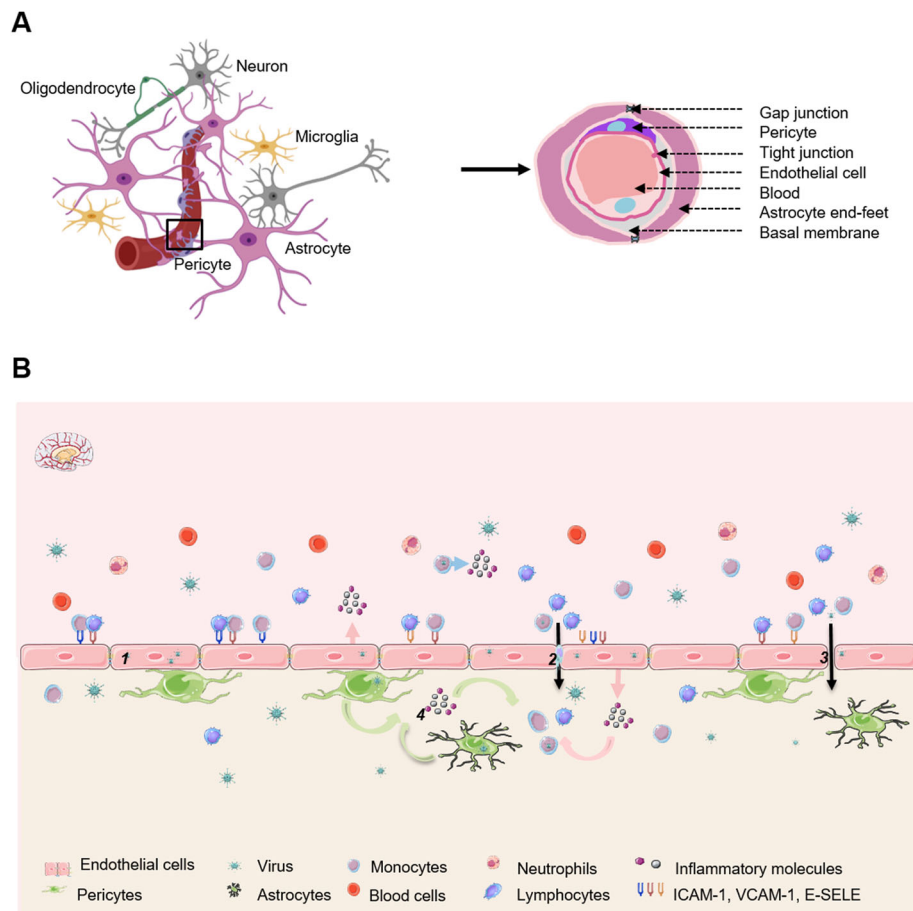 A
Neuron
Oligodendrocyte
Microglia
Astrocyte
Pericyte
Gap junction
Pericyte
Tight junction
Endothelial cell
Blood
Astrocyte end-feet
Basal membrane
B
1
2
3
4
Endothelial cells
Virus
Monocytes
Neutrophils
Inflammatory molecules
Pericytes
Astrocytes
Blood cells
Lymphocytes
ICAM-1, VCAM-1, E-SELE